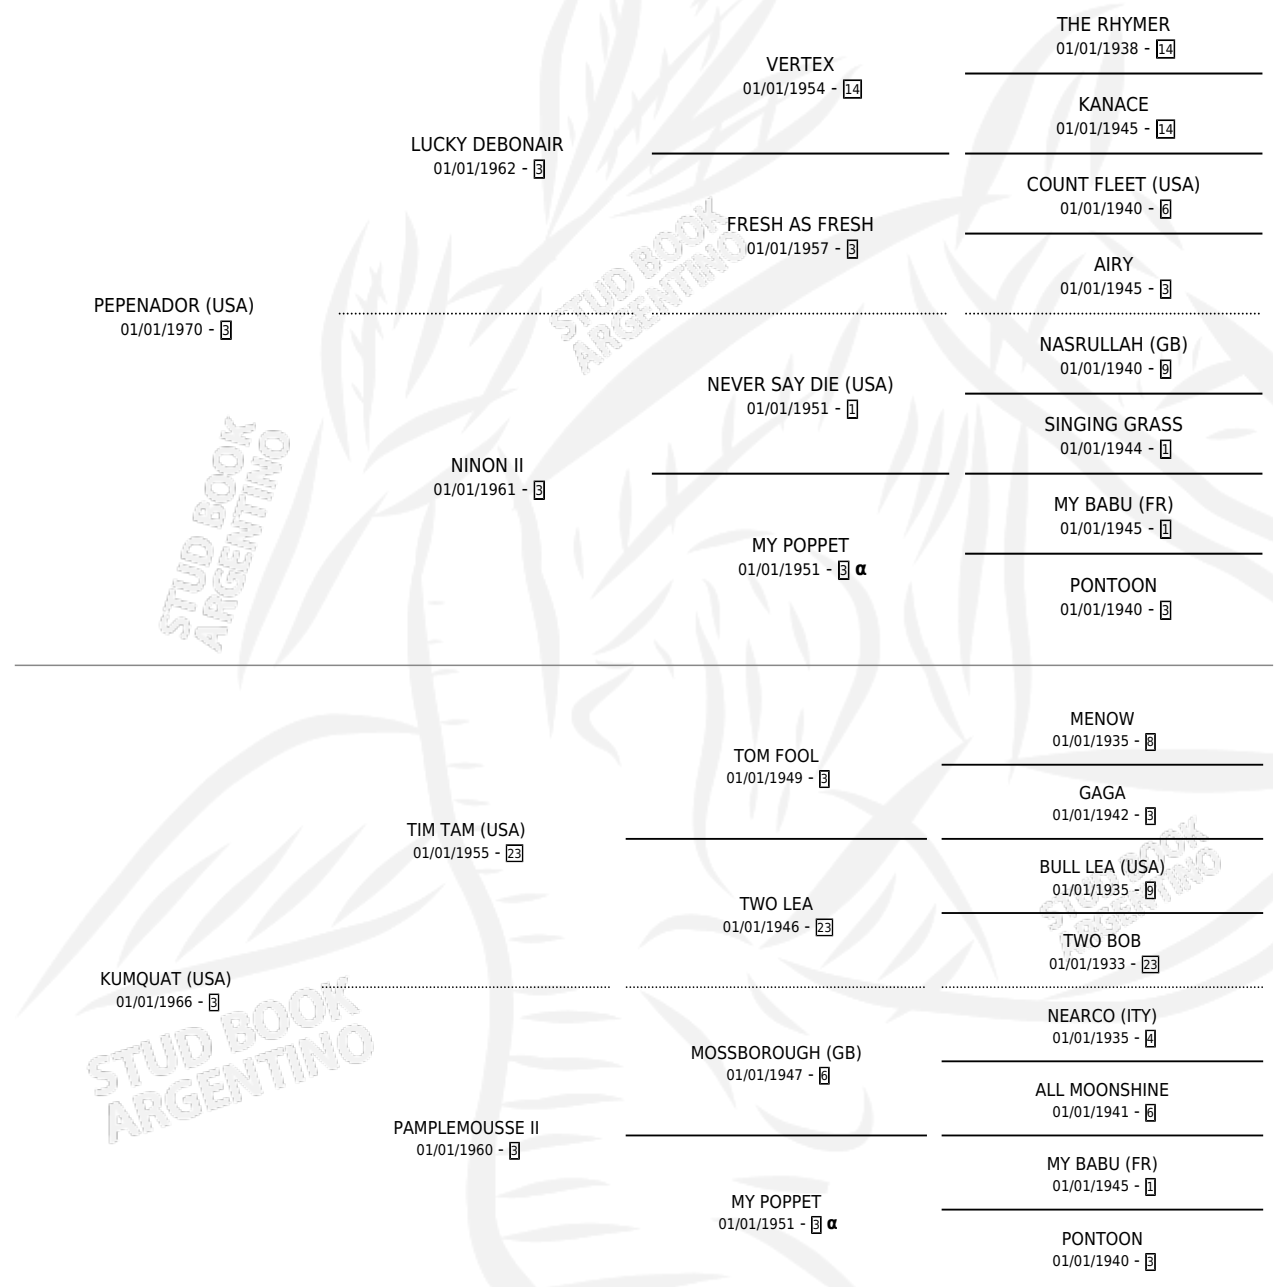 THE RHYMER
01/01/1938 - 14
VERTEX
01/01/1954 - 14
KANACE
01/01/1945 - 14
LUCKY DEBONAIR
01/01/1962 - 3
COUNT FLEET (USA)
01/01/1940 - 6
FRESH AS FRESH
01/01/1957 - 3
AIRY
01/01/1945 - 3
PEPENADOR (USA)
01/01/1970 - 3
NASRULLAH (GB)
01/01/1940 - 9
NEVER SAY DIE (USA)
01/01/1951 - 1
SINGING GRASS
01/01/1944 - 1
NINON II
01/01/1961 - 3
MY BABU (FR)
01/01/1945 - 1
MY POPPET
01/01/1951 - 3 α
PONTOON
01/01/1940 - 3
MENOW
01/01/1935 - 8
TOM FOOL
01/01/1949 - 3
GAGA
01/01/1942 - 3
TIM TAM (USA)
01/01/1955 - 23
BULL LEA (USA)
01/01/1935 - 9
TWO LEA
01/01/1946 - 23
TWO BOB
01/01/1933 - 23
KUMQUAT (USA)
01/01/1966 - 3
NEARCO (ITY)
01/01/1935 - 4
MOSSBOROUGH (GB)
01/01/1947 - 6
ALL MOONSHINE
01/01/1941 - 6
PAMPLEMOUSSE II
01/01/1960 - 3
MY BABU (FR)
01/01/1945 - 1
MY POPPET
01/01/1951 - 3 α
PONTOON
01/01/1940 - 3
STUD BOOK
ARGENTINO
STUD BOOK
ARGENTINO
STUD BOOK
ARGENTINO
STUD BOOK
ARGENTINO